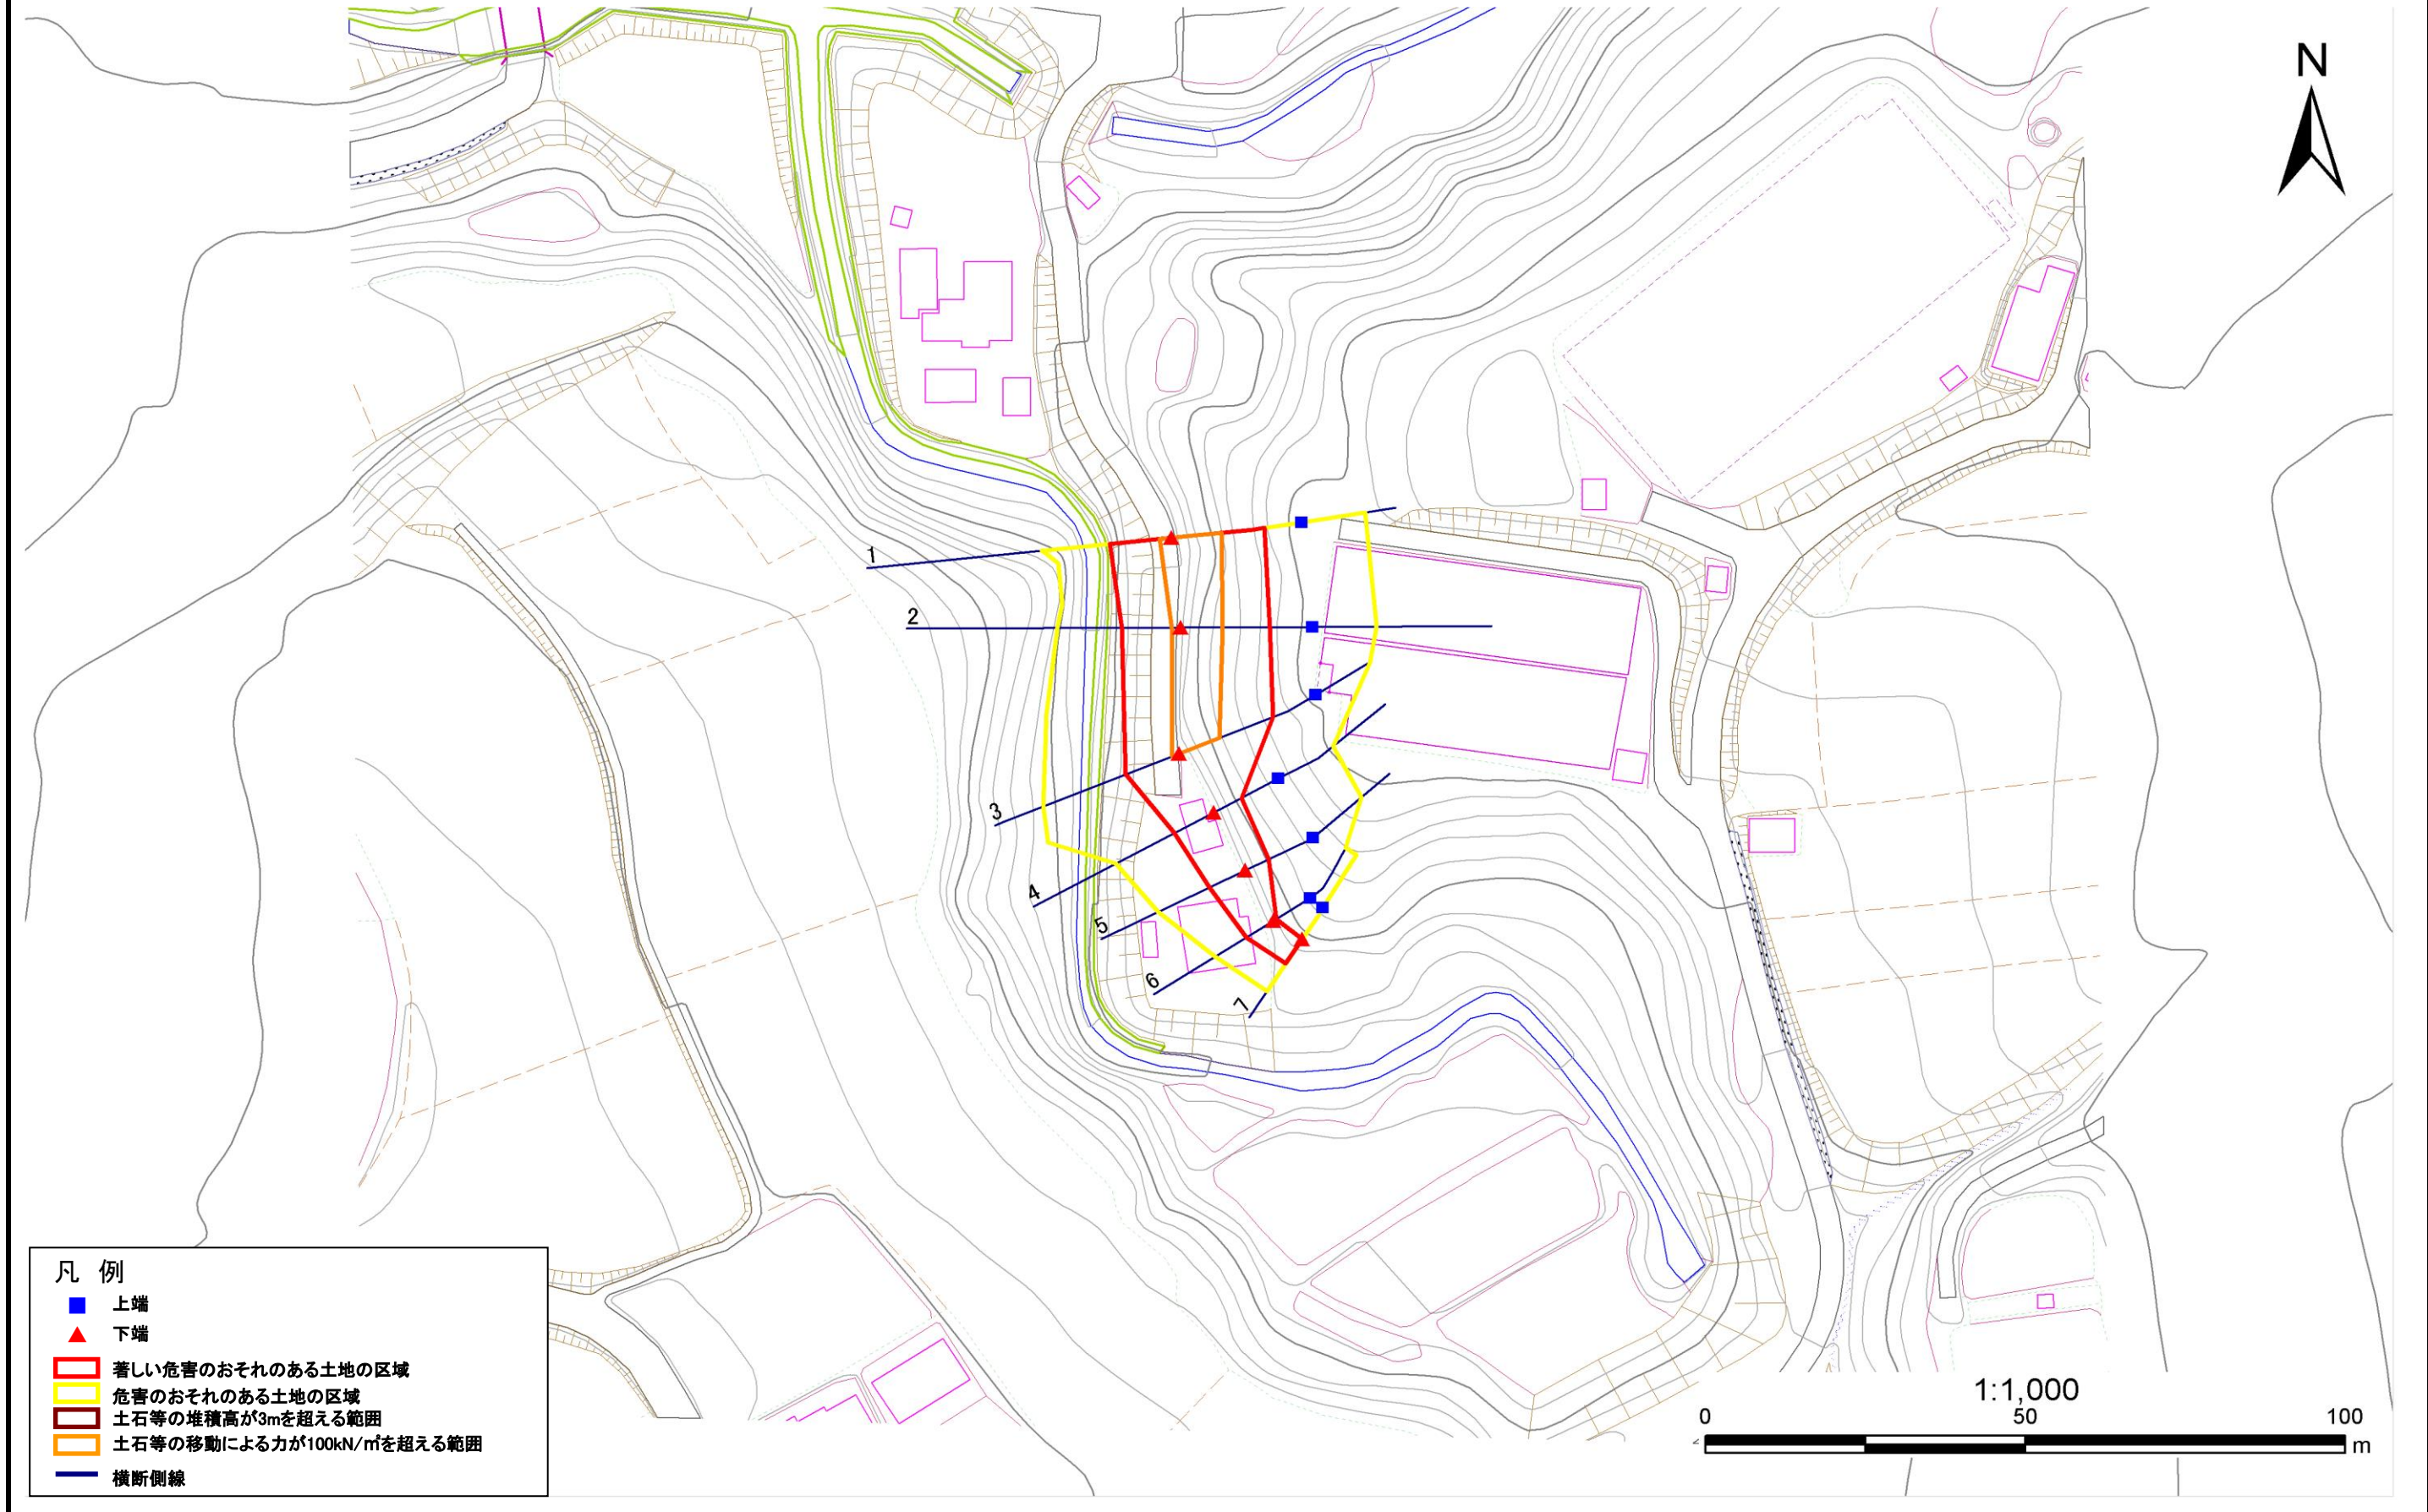 N
1
2
3
4
5
6
7
凡 例
上端
下端
著しい危害のおそれのある土地の区域
危害のおそれのある土地の区域
土石等の堆積高が3mを超える範囲
土石等の移動による力が100kN/㎡を超える範囲
横断側線
1:1,000
0 50 100
m